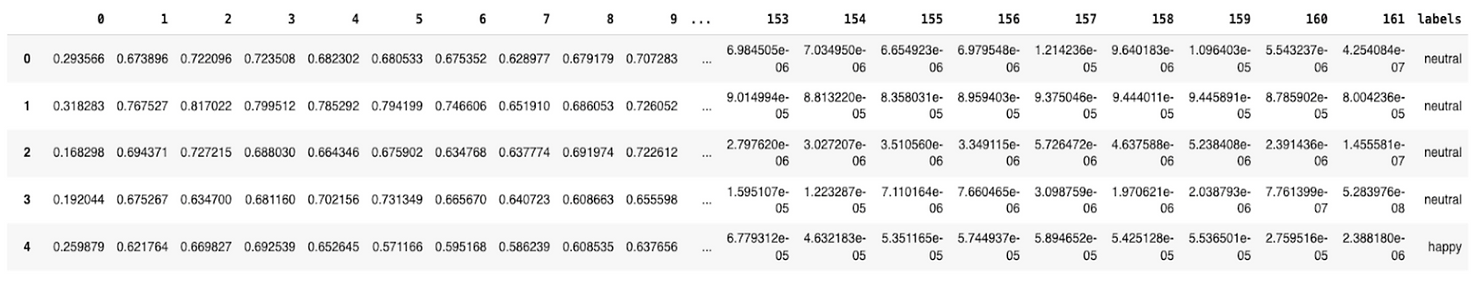 0 1 2 3 4 5 6 7 8 9 ... 153 154 155 156 157 158 159 160 161 labels
0 0.293566 0.673896 0.722096 0.723508 0.682302 0.680533 0.675352 0.628977 0.679179 0.707283 ... 6.984505e- 7.034950e- 6.654923e- 6.979548e- 1.214236e- 9.640183e- 1.096403e- 5.543237e- 4.254084e- neutral
06 06 06 06 05 06 05 06 07
1 0.318283 0.767527 0.817022 0.799512 0.785292 0.794199 0.746606 0.651910 0.686053 0.726052 ... 9.014994e- 8.813220e- 8.358031e- 8.959403e- 9.375046e- 9.444011e- 9.445891e- 8.785902e- 8.004236e- neutral
05 05 05 05 05 05 05 05 05
2 0.168298 0.694371 0.727215 0.688030 0.664346 0.675902 0.634768 0.637774 0.691974 0.722612 ... 2.797620e- 3.027207e- 3.510560e- 3.349115e- 5.726472e- 4.637588e- 5.238408e- 2.391436e- 1.455581e- neutral
06 06 06 06 06 06 06 06 07
3 0.192044 0.675267 0.634700 0.681160 0.702156 0.731349 0.665670 0.640723 0.608663 0.655598 ... 1.595107e- 1.223287e- 7.110164e- 7.660465e- 3.098759e- 1.970621e- 2.038793e- 7.761399e- 5.283976e- neutral
05 05 06 06 06 06 06 07 08
4 0.259879 0.621764 0.669827 0.692539 0.652645 0.571166 0.595168 0.586239 0.608535 0.637656 ... 6.779312e- 4.632183e- 5.351165e- 5.744937e- 5.894652e- 5.425128e- 5.536501e- 2.759516e- 2.388180e- happy
05 05 05 05 05 05 05 05 06